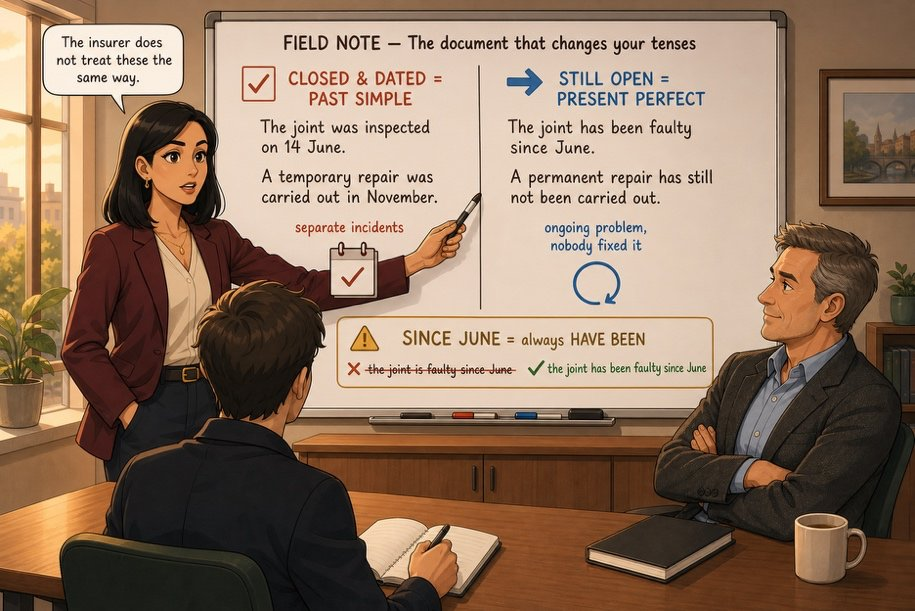 The insurer does
not treat these the
same way.
FIELD NOTE — The document that changes your tenses
CLOSED & DATED =
PAST SIMPLE
The joint was inspected
on 14 June.
A temporary repair was
carried out in November.
separate incidents
STILL OPEN =
PRESENT PERFECT
The joint has been faulty
since June.
A permanent repair has still
not been carried out.
ongoing problem,
nobody fixed it
SINCE JUNE = always HAVE BEEN
the joint is faulty since June
the joint has been faulty since June